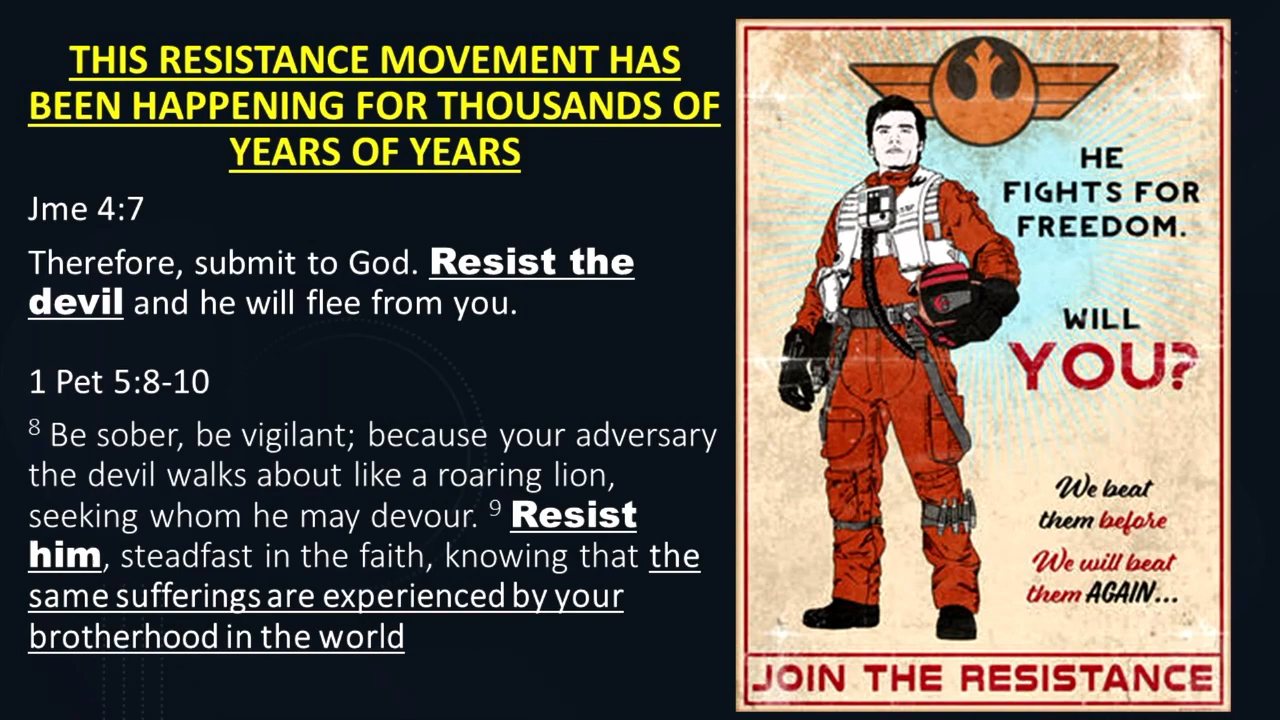 THIS RESISTANCE MOVEMENT HAS
BEEN HAPPENING FOR THOUSANDS OF
YEARS OF YEARS
Jme 4:7
Therefore, submit to God. Resist the
devil and he will flee from you.
1 Pet 5:8-10
8 Be sober, be vigilant; because your adversary
the devil walks about like a roaring lion,
seeking whom he may devour. 9 Resist
him, steadfast in the faith, knowing that the
same sufferings are experienced by your
brotherhood in the world
HE
FIGHTS FOR
FREEDOM.
WILL
YOU?
We beat
them before
We will beat
them AGAIN...
JOIN THE RESISTANCE